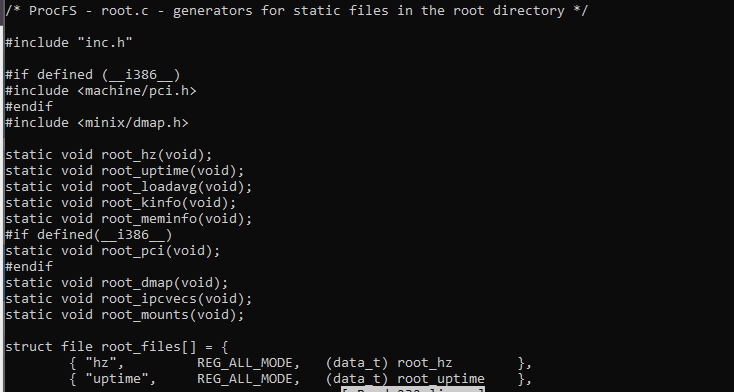 /* ProcFS - root.c - generators for static files in the root directory */

#include "inc.h"

#if defined (__i386__)
#include <machine/pci.h>
#endif
#include <minix/dmap.h>

static void root_hz(void);
static void root_uptime(void);
static void root_loadavg(void);
static void root_kinfo(void);
static void root_meminfo(void);
#if defined(__i386__)
static void root_pci(void);
#endif
static void root_dmap(void);
static void root_ipcvecs(void);
static void root_mounts(void);

struct file root_files[] = {
        { "hz",         REG_ALL_MODE,   (data_t) root_hz        },
        { "uptime",     REG_ALL_MODE,   (data_t) root_uptime    },